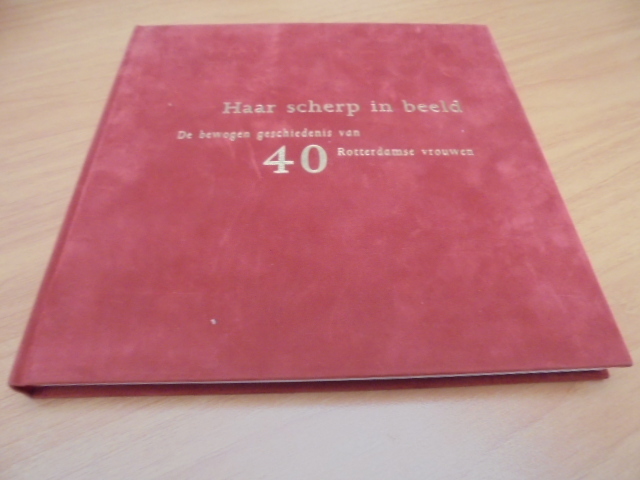 Haar scherp in beeld
De bewogen geschiedenis van
40 Rotterdamse vrouwen